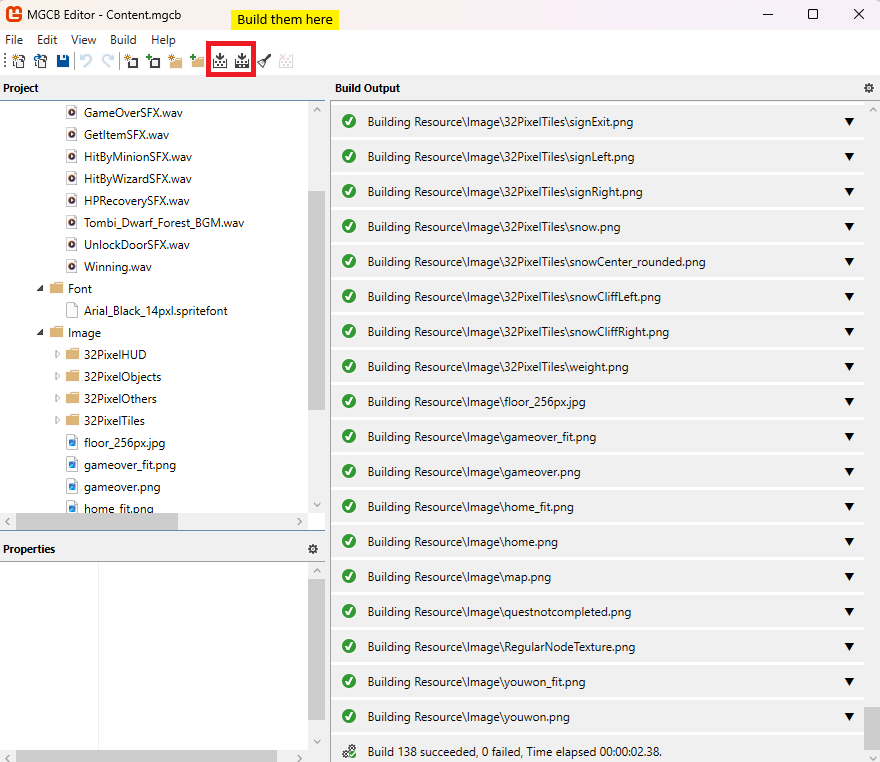 MGCB Editor - Content.mgcb
Build them here
File Edit View Build Help
Project
GameOverSFX.wav
GetItemSFX.wav
HitByMinionSFX.wav
HitByWizardSFX.wav
HPRecoverySFX.wav
Tombi_Dwarf_Forest_BGM.wav
UnlockDoorSFX.wav
Winning.wav
Font
Arial_Black_14pxl.spritefont
Image
32PixelHUD
32PixelObjects
32PixelOthers
32PixelTiles
floor_256px.jpg
gameover_fit.png
gameover.png
home_fit.png
Properties
Build Output
Building Resource\Image\32PixelTiles\signExit.png
Building Resource\Image\32PixelTiles\signLeft.png
Building Resource\Image\32PixelTiles\signRight.png
Building Resource\Image\32PixelTiles\snow.png
Building Resource\Image\32PixelTiles\snowCenter_rounded.png
Building Resource\Image\32PixelTiles\snowCliffLeft.png
Building Resource\Image\32PixelTiles\snowCliffRight.png
Building Resource\Image\32PixelTiles\weight.png
Building Resource\Image\floor_256px.jpg
Building Resource\Image\gameover_fit.png
Building Resource\Image\gameover.png
Building Resource\Image\home_fit.png
Building Resource\Image\home.png
Building Resource\Image\map.png
Building Resource\Image\questnotcompleted.png
Building Resource\Image\RegularNodeTexture.png
Building Resource\Image\youwon_fit.png
Building Resource\Image\youwon.png
Build 138 succeeded, 0 failed, Time elapsed 00:00:02.38.